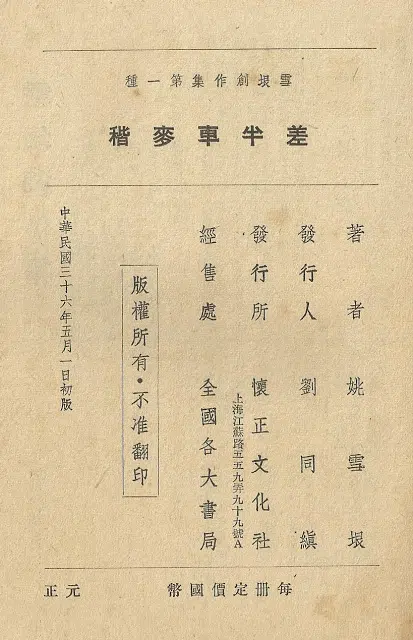 雪垠創作集第一種
差半車麥稭
著者 姚雪垠
發行人 劉同縝
發行所 懷正文化社
上海江蘇路五五九弄九十九號A
經售處 全國各大書局
版權所有・不准翻印
中華民國三十六年五月一日初版
每册定價國幣 元正